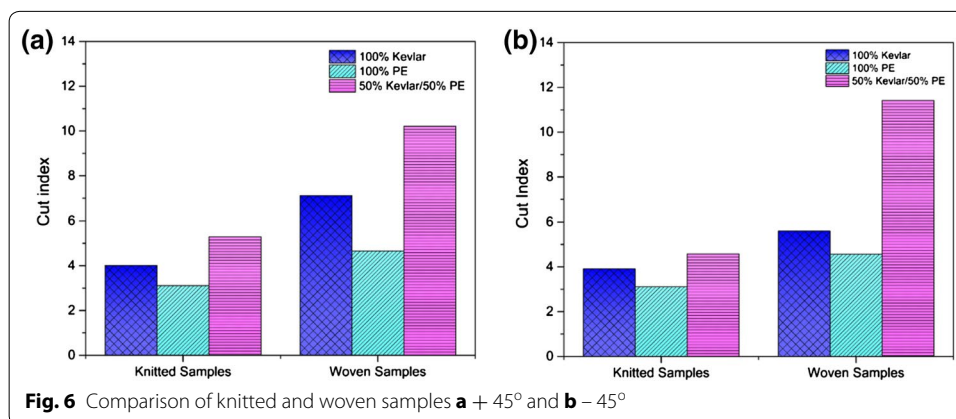 (a)
14
12
10
8
6
4
2
0
Cut index
100% Kevlar
100% PE
50% Kevlar/50% PE
Knitted Samples Woven Samples
(b)
14
12
10
8
6
4
2
0
Cut Index
100% Kevlar
100% PE
50% Kevlar/50% PE
Knitted Samples Woven Samples
Fig. 6 Comparison of knitted and woven samples a + 45° and b – 45°